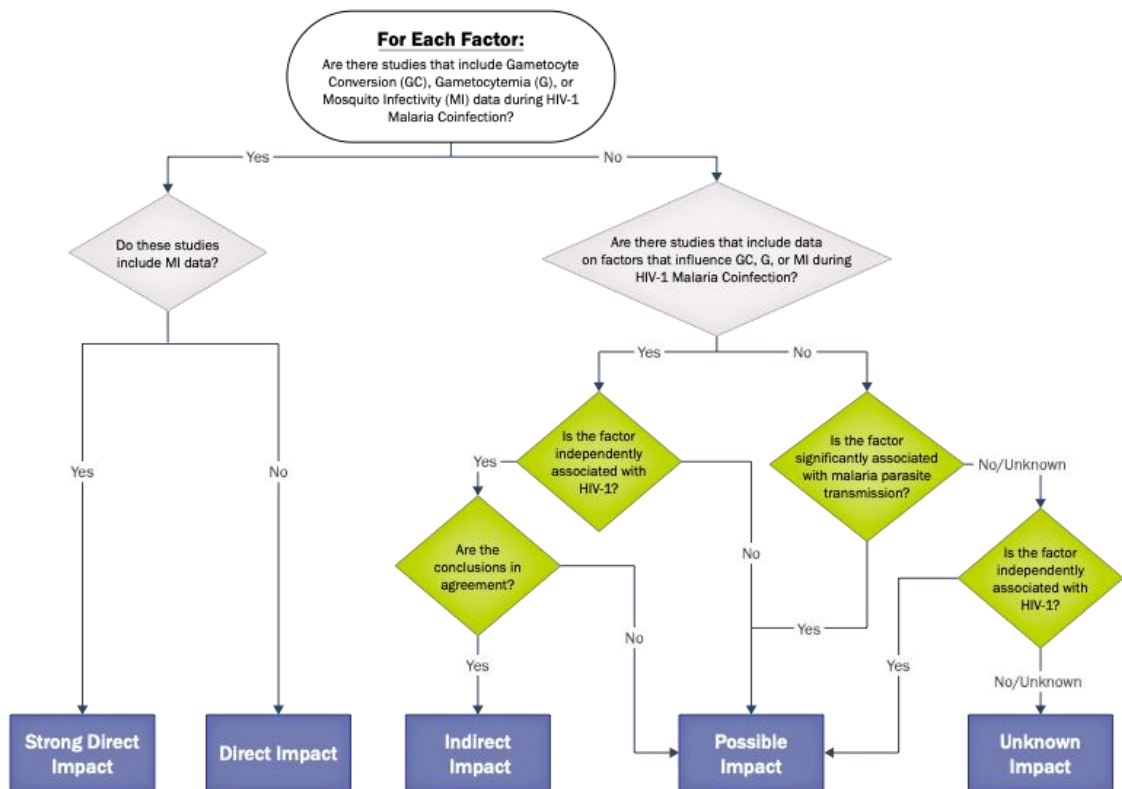 For Each Factor:
Are there studies that include Gametocyte
Conversion (GC), Gametocytemia (G), or
Mosquito Infectivity (MI) data during HIV-1
Malaria Coinfection?
Yes
No
Do these studies
include MI data?
Are there studies that include data
on factors that influence GC, G, or MI during
HIV-1 Malaria Coinfection?
Yes
No
Is the factor
independently
associated with
HIV-1?
Is the factor
significantly associated
with malaria parasite
transmission?
Yes
No
Yes
No/Unknown
Are the
conclusions in
agreement?
No
Is the factor
independently
associated with
HIV-1?
Yes
No
Yes
Yes
No/Unknown
Strong Direct
Impact
Direct Impact
Indirect
Impact
Possible
Impact
Unknown
Impact